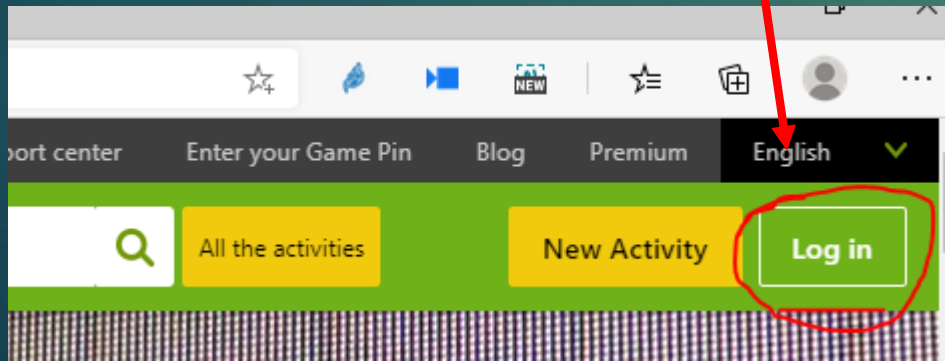 NEW
port center Enter your Game Pin Blog Premium English
All the activities New Activity Log in